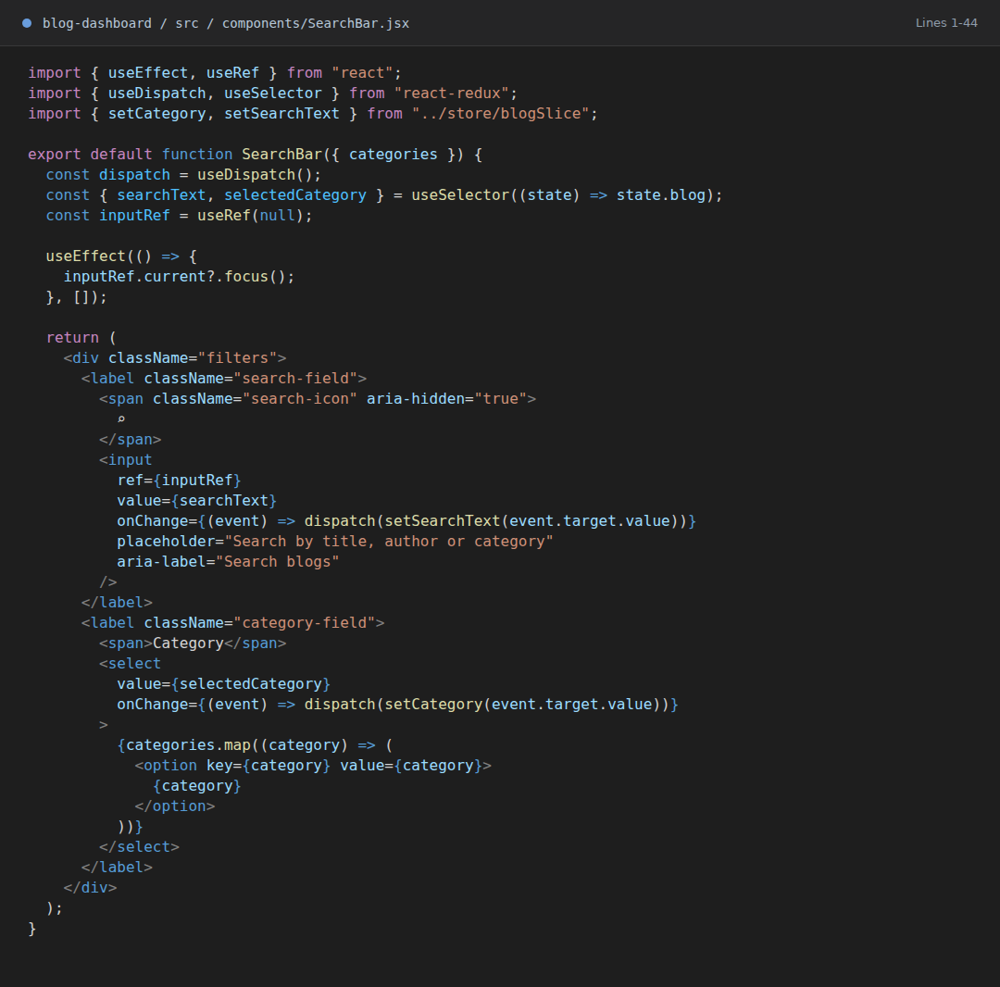 blog-dashboard / src / components/SearchBar.jsx
Lines 1-44
import { useEffect, useRef } from "react";
import { useDispatch, useSelector } from "react-redux";
import { setCategory, setSearchText } from "../store/blogSlice";

export default function SearchBar({ categories }) {
  const dispatch = useDispatch();
  const { searchText, selectedCategory } = useSelector((state) => state.blog);
  const inputRef = useRef(null);

  useEffect(() => {
    inputRef.current?.focus();
  }, []);

  return (
    <div className="filters">
      <label className="search-field">
        <span className="search-icon" aria-hidden="true">
          ⌕
        </span>
        <input
          ref={inputRef}
          value={searchText}
          onChange={(event) => dispatch(setSearchText(event.target.value))}
          placeholder="Search by title, author or category"
          aria-label="Search blogs"
        />
      </label>
      <label className="category-field">
        <span>Category</span>
        <select
          value={selectedCategory}
          onChange={(event) => dispatch(setCategory(event.target.value))}
        >
          {categories.map((category) => (
            <option key={category} value={category}>
              {category}
            </option>
          ))}
        </select>
      </label>
    </div>
  );
}